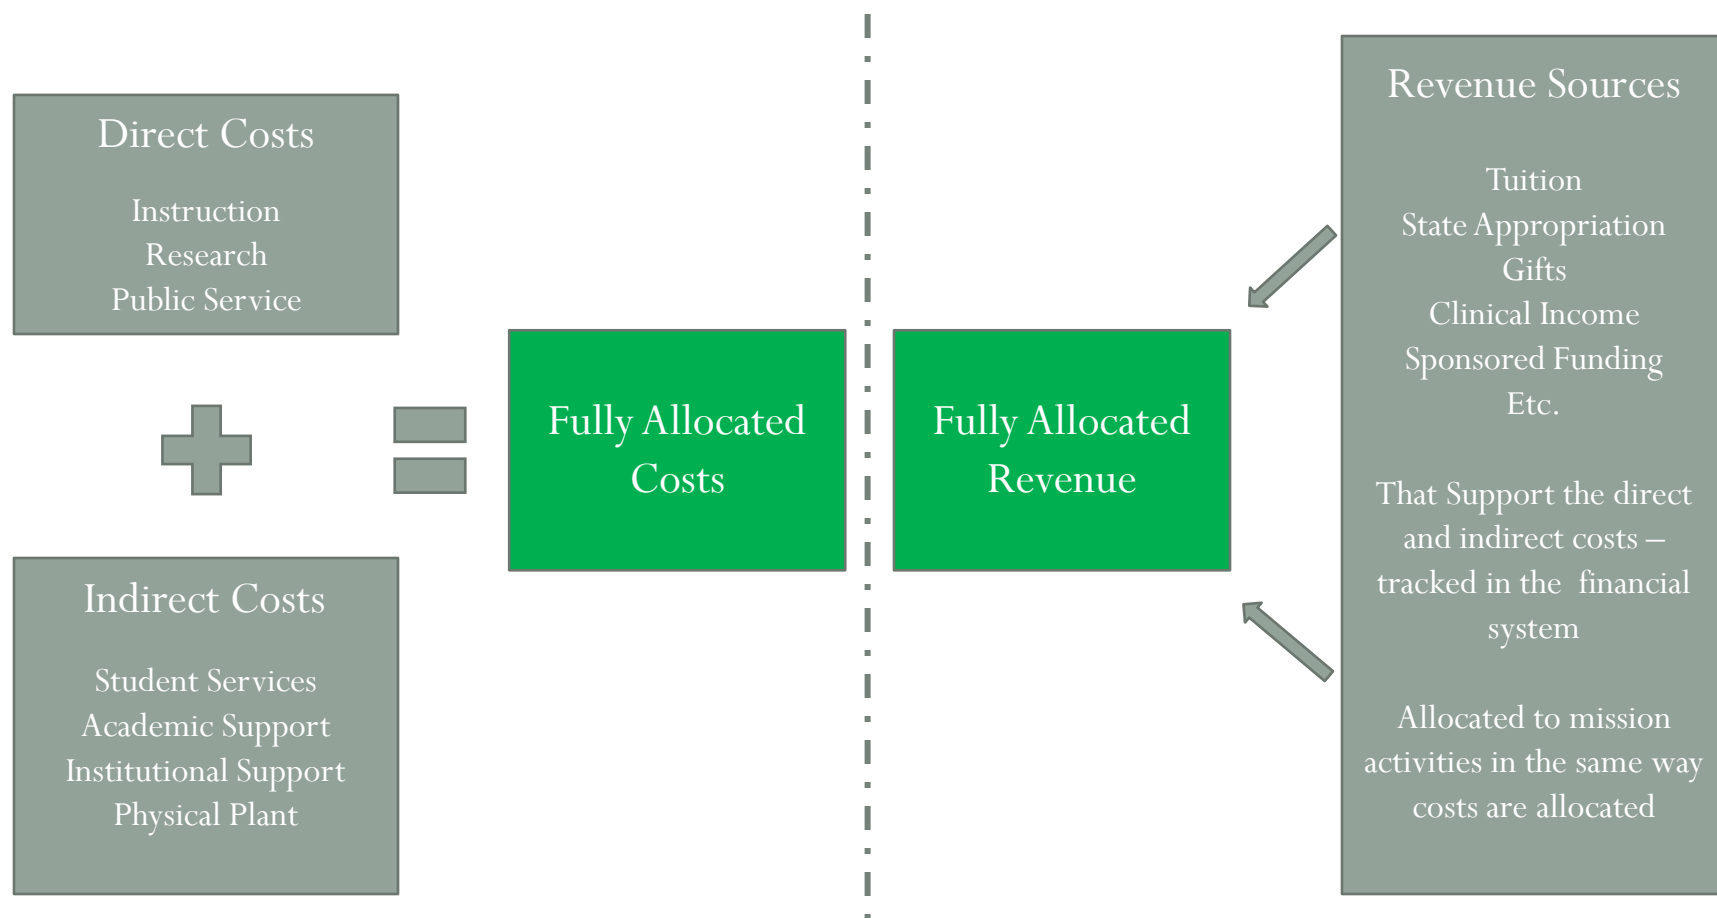 Direct Costs
Instruction
Research
Public Service
Indirect Costs
Student Services
Academic Support
Institutional Support
Physical Plant
Fully Allocated
Costs
Fully Allocated
Revenue
Revenue Sources
Tuition
State Appropriation
Gifts
Clinical Income
Sponsored Funding
Etc.
That Support the direct
and indirect costs –
tracked in the financial
system
Allocated to mission
activities in the same way
costs are allocated